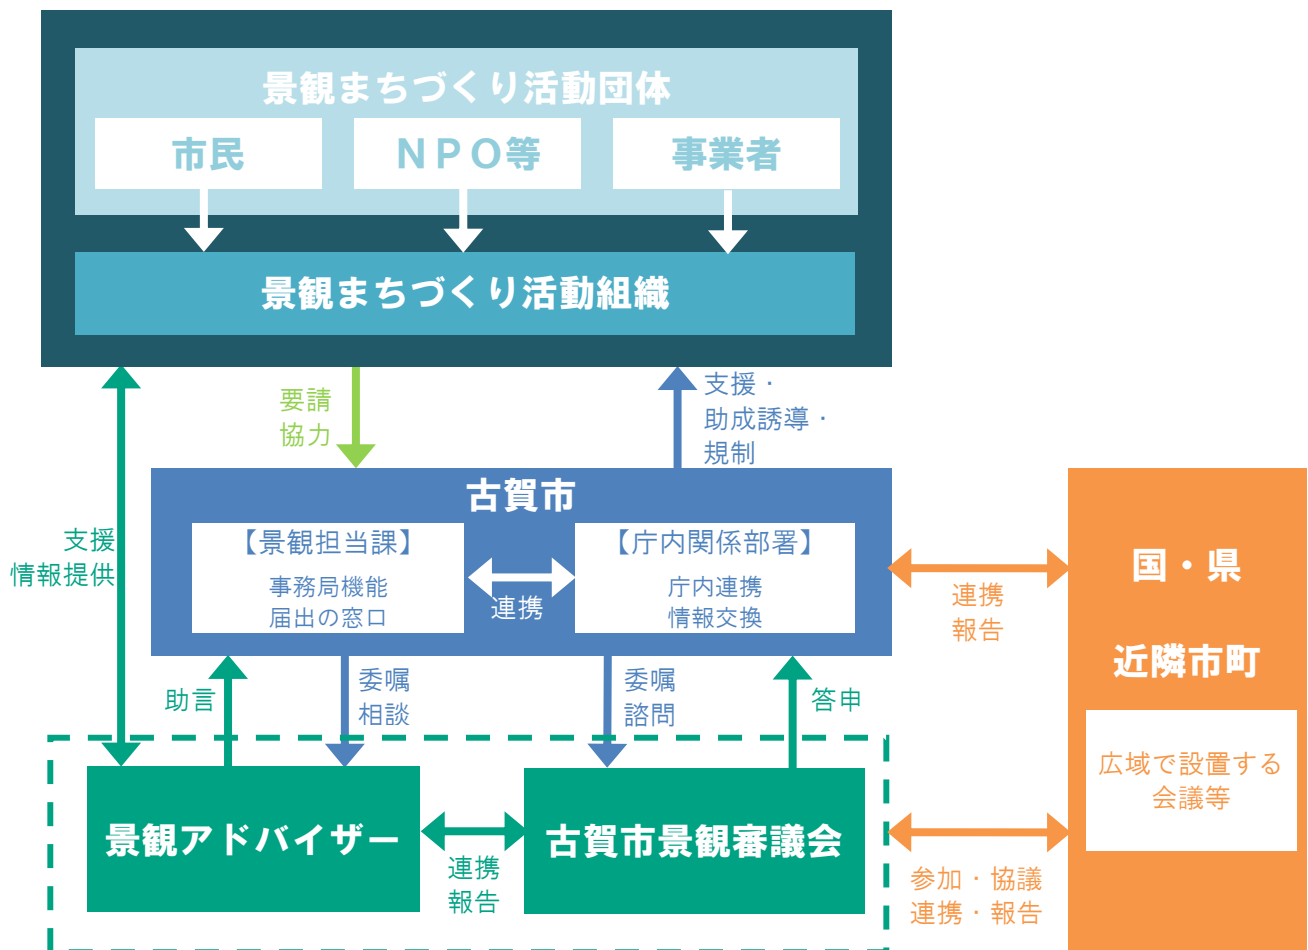 景観まちづくり活動団体
市民
ＮＰＯ等
事業者
景観まちづくり活動組織
要請
協力
支援・
助成誘導・
規制
支援
情報提供
古賀市
【景観担当課】
事務局機能
届出の窓口
連携
【庁内関係部署】
庁内連携
情報交換
連携
報告
国・県
近隣市町
広域で設置する
会議等
助言
委嘱
相談
委嘱
諮問
答申
景観アドバイザー
連携
報告
古賀市景観審議会
参加・協議
連携・報告